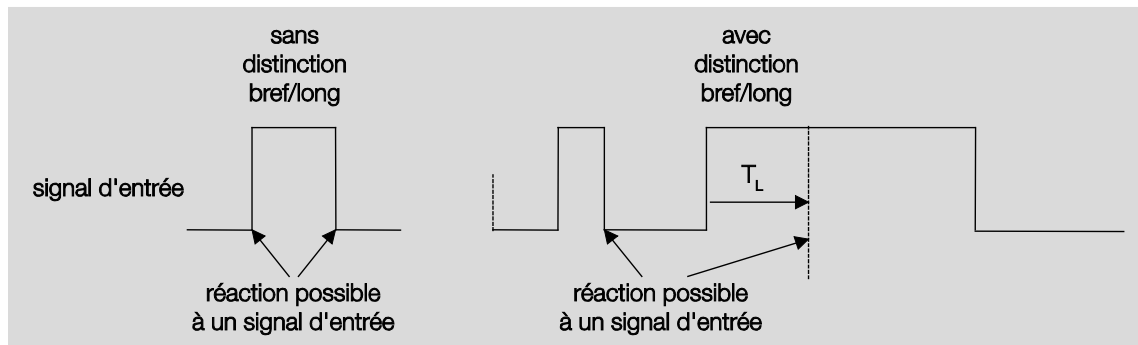 sans
distinction
bref/long
avec
distinction
bref/long
signal d'entrée
TL
réaction possible
à un signal d'entrée
réaction possible
à un signal d'entrée